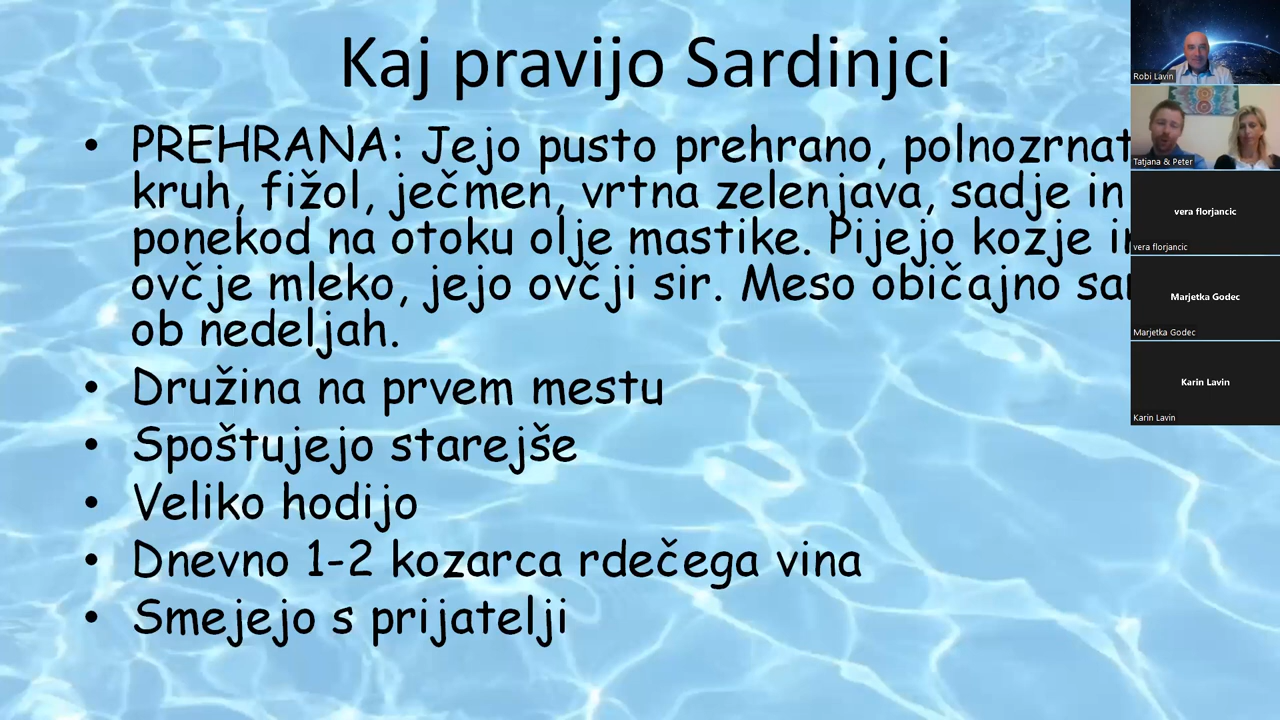 Kaj pravijo Sardinjci
• PREHRANA: Jejo pusto prehrano,
kruh, fižol, ječmen, vrtna zelenjava, sadje in
ponekod na otoku olje mastike. Pijejo kozje
ovčje mleko, jejo ovčji sir. Meso običajno
ob nedeljah.
• Družina na prvem mestu
• Spoštujejo starejše
• Veliko hodijo
• Dnevno 1-2 kozarca rdečega vina
• Smejejo s prijatelji
Robi Lavin
Tatjana & Peter
vera florjancic
vera florjancic
Marjetka Godec
Marjetka Godec
Karin Lavin
Karin Lavin